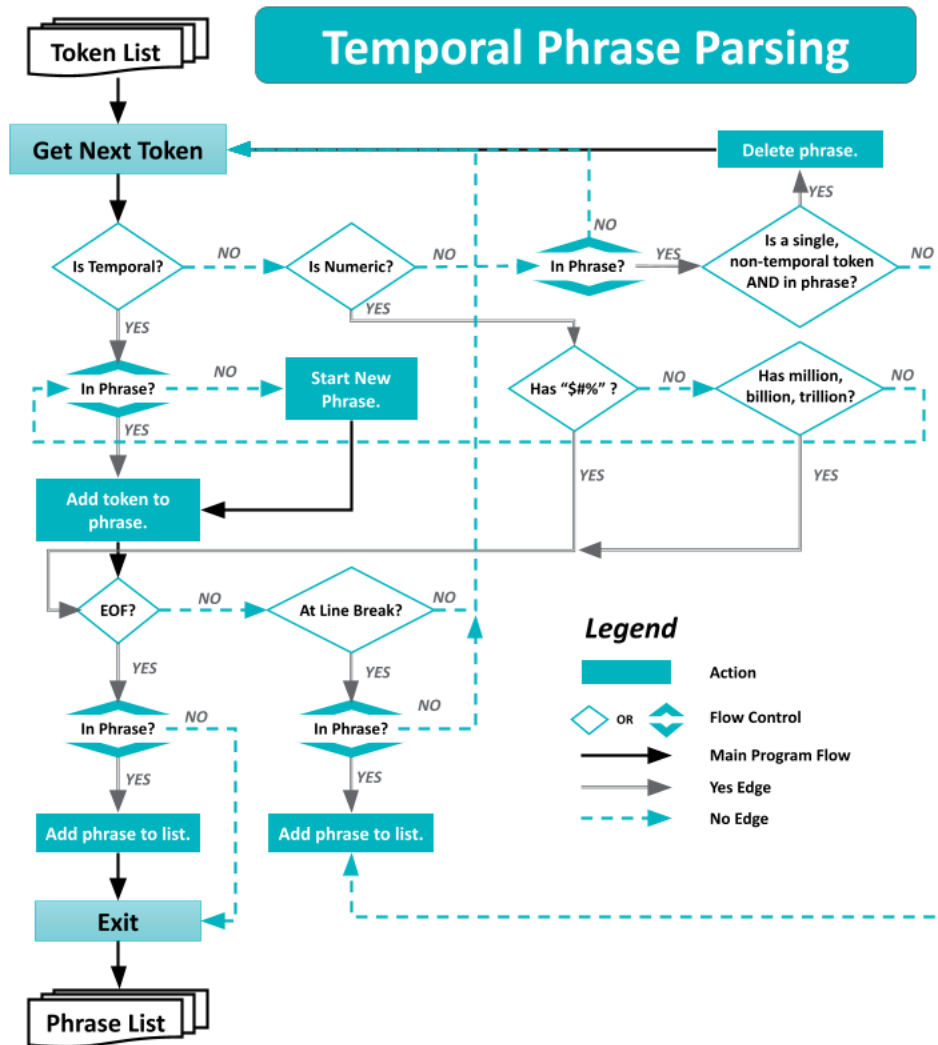 Token List
Temporal Phrase Parsing
Get Next Token
Delete phrase.
YES
NO
Is Temporal?
NO
Is Numeric?
NO
In Phrase?
YES
Is a single,
non-temporal token
AND in phrase?
NO
YES
YES
In Phrase?
NO
Start New
Phrase.
Has “$#%” ?
NO
Has million,
billion, trillion?
NO
YES
YES
YES
Add token to
phrase.
EOF?
NO
At Line Break?
NO
YES
YES
In Phrase?
NO
In Phrase?
NO
YES
YES
Add phrase to list.
Add phrase to list.
Exit
Phrase List
Legend
Action
OR
Flow Control
Main Program Flow
Yes Edge
No Edge